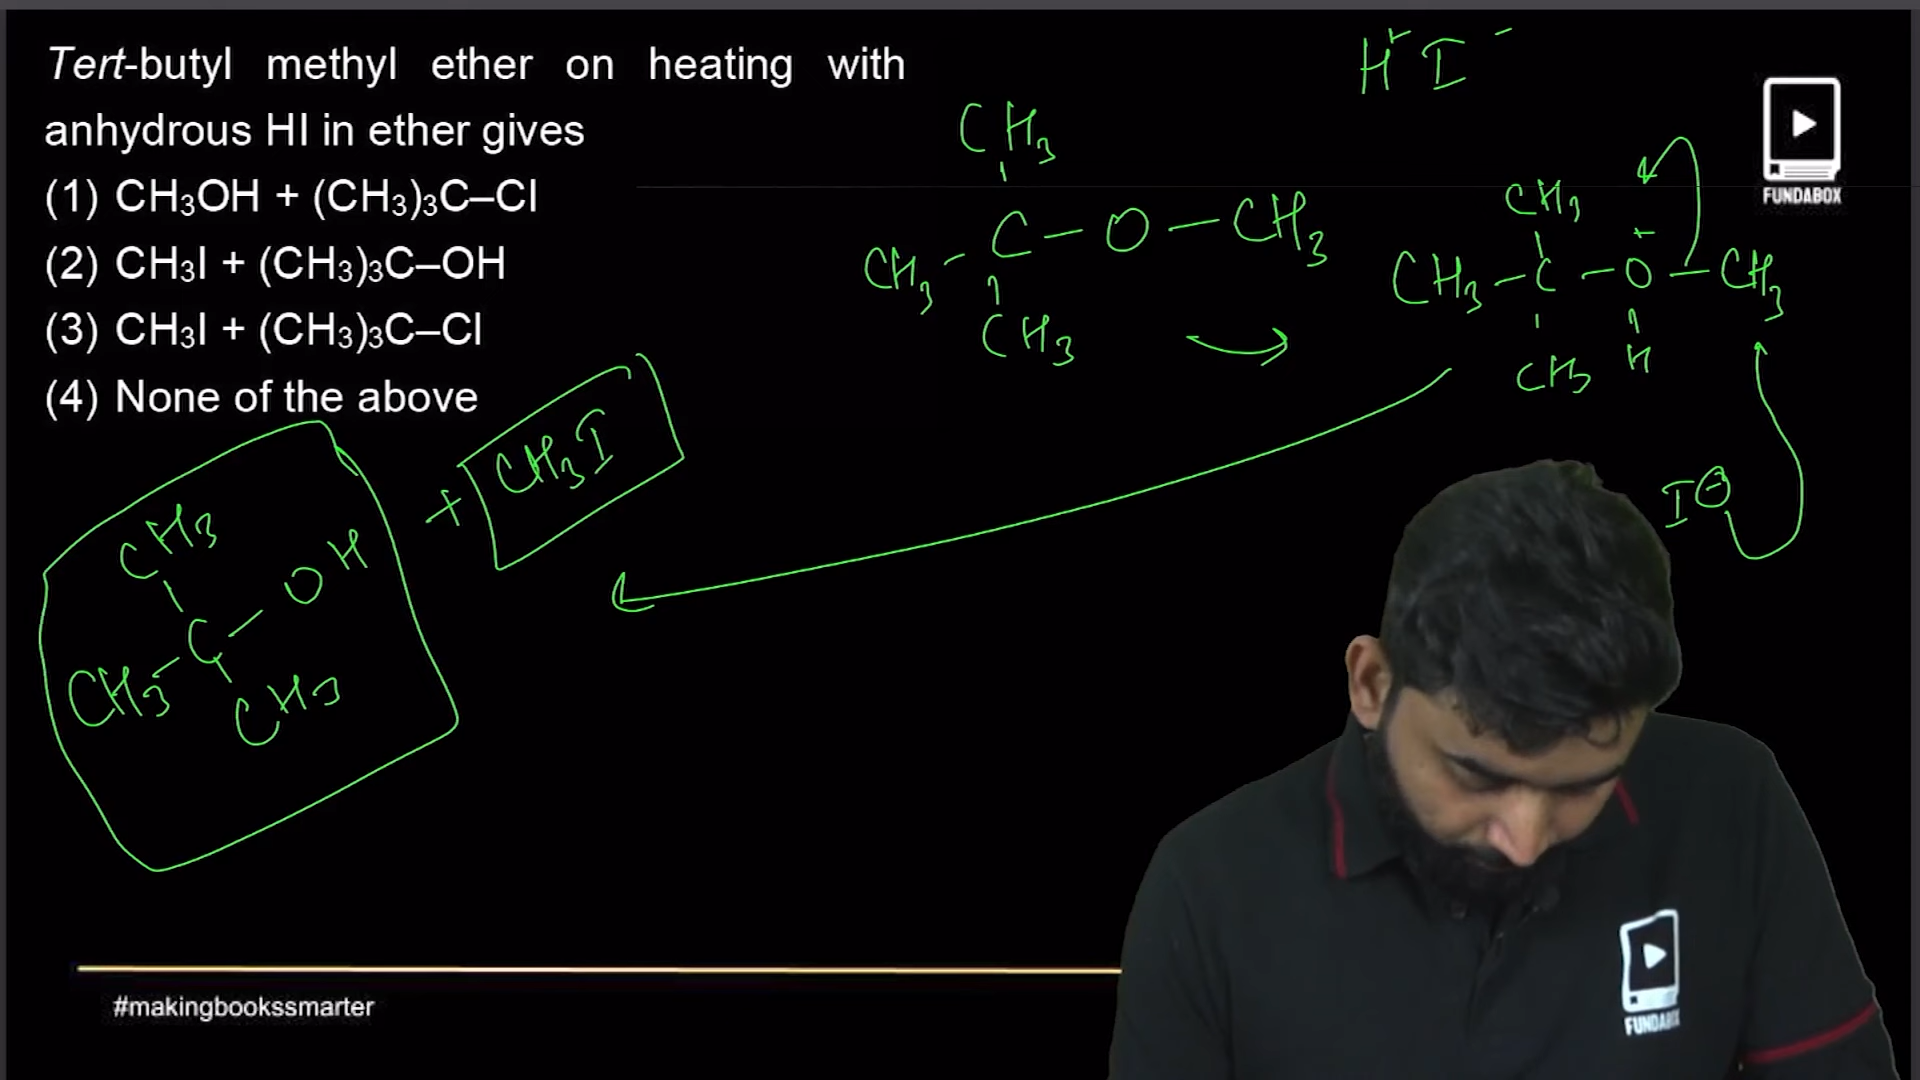 Tert-butyl methyl ether on heating with
anhydrous HI in ether gives
(1) CH3OH + (CH3)3C–Cl
(2) CH3I + (CH3)3C–OH
(3) CH3I + (CH3)3C–Cl
(4) None of the above
H+ I -
CH3
CH3 - C - O - CH3
CH3
CH3
CH3 - C - O+ - CH3
CH3 H
I⊖
+ CH3I
CH3
C - OH
CH3
CH3
FUNDABOX
FUNDABOX
#makingbookssmarter